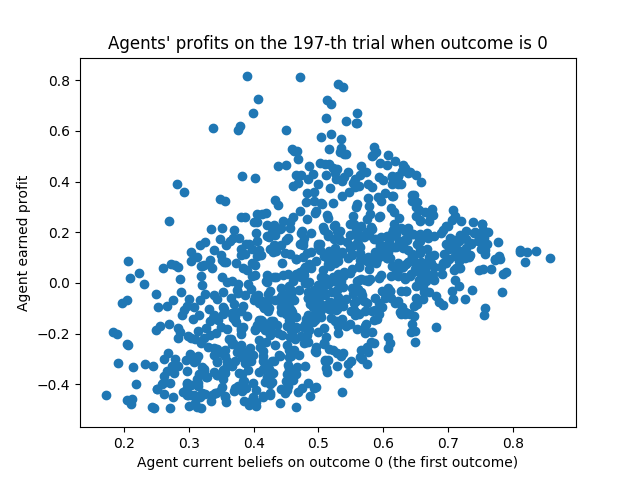 Agents' profits on the 197-th trial when outcome is 0
Agent earned profit
0.8
0.6
0.4
0.2
0.0
−0.2
−0.4
0.2 0.3 0.4 0.5 0.6 0.7 0.8
Agent current beliefs on outcome 0 (the first outcome)